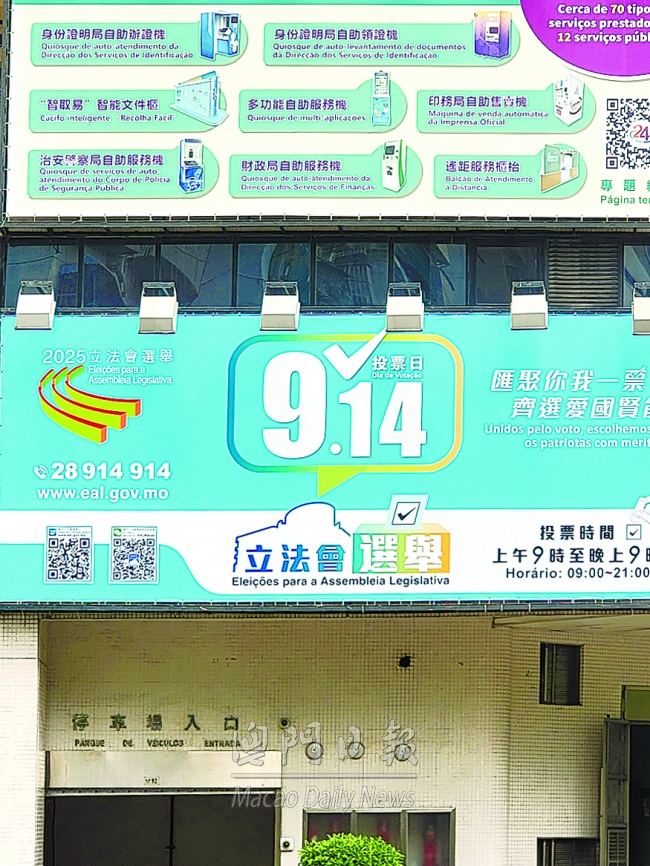 Cerca de 70 tipo
serviços prestado
12 serviços públ
身份證明局自助辦證機
Quiosque de auto-atendimento da
Direcção dos Serviços de Identificação
身份證明局自助領證機
Quiosque de auto-levantamento de documentos
da Direcção dos Serviços de Identificação
"智取易" 智能文件櫃
Cacifo inteligente - "Recolha Fácil"
多功能自助服務機
Quiosque de multi-aplicações
印務局自助售賣機
Máquina de venda automática
da Imprensa Oficial
24
治安警察局自助服務機
Quiosque de serviços de auto-
atendimento do Corpo de Polícia
de Segurança Pública
財政局自助服務機
Quiosque de auto-atendimento da
Direcção dos Serviços de Finanças
遙距服務櫃枱
Balcão de Atendimento
à Distância
專題
Página te
2025立法會選舉
Eleições para a
Assembleia Legislativa
9.14
投票日
Dia da Votação
匯聚你我一票
齊選愛國賢
Unidos pelo voto, escolhemos
os patriotas com mérit
28 914 914
www.eal.gov.mo
立法會選舉
Eleições para a Assembleia Legislativa
投票時間
上午9時至晚上9時
Horário: 09:00~21:00
停車場入口
PARQUE DE VEÍCULOS ENTRADA
澳門日報
Macao Daily News